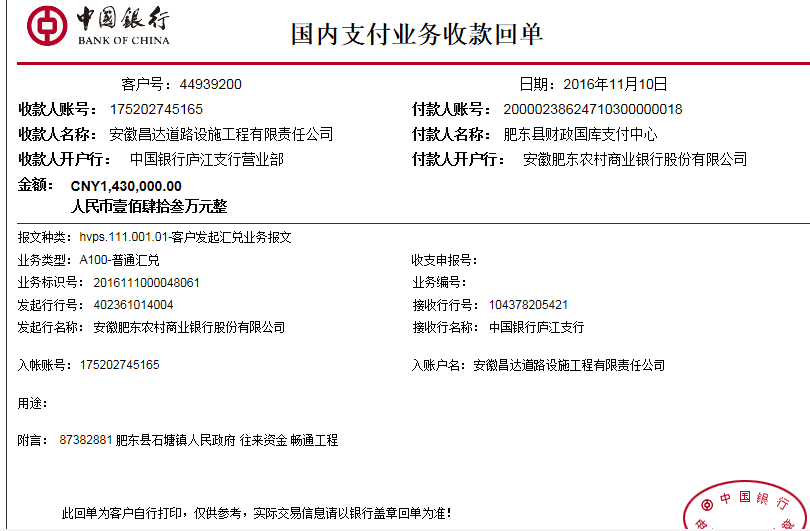 中国银行 国内支付业务收款回单
BANK OF CHINA
客户号：44939200 日期：2016年11月10日
收款人账号：175202745165 付款人账号：20000238624710300000018
收款人名称：安徽昌达道路设施工程有限责任公司 付款人名称：肥东县财政国库支付中心
收款人开户行：中国银行庐江支行营业部 付款人开户行：安徽肥东农村商业银行股份有限公司
金额：CNY1,430,000.00
人民币壹佰肆拾叁万元整
报文种类：hvps.111.001.01-客户发起汇兑业务报文
业务类型：A100-普通汇兑 收支申报号：
业务标识号：2016111000048061 业务编号：
发起行行号：402361014004 接收行行号：104378205421
发起行名称：安徽肥东农村商业银行股份有限公司 接收行名称：中国银行庐江支行
入帐账号：175202745165 入账户名：安徽昌达道路设施工程有限责任公司
用途：
附言：87382881 肥东县石塘镇人民政府 往来资金 畅通工程
此回单为客户自行打印，仅供参考，实际交易信息请以银行盖章回单为准！
中国银行